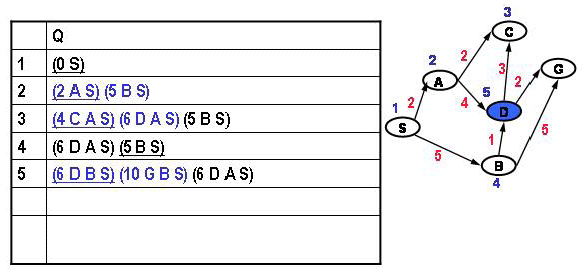 Q
1 (0 S)
2 (2 A S) (5 B S)
3 (4 C A S) (6 D A S) (5 B S)
4 (6 D A S) (5 B S)
5 (6 D B S) (10 G B S) (6 D A S)
3
C
2 2 G
A 3 2
4 5
1 2 D
S 1 5
5
B
4